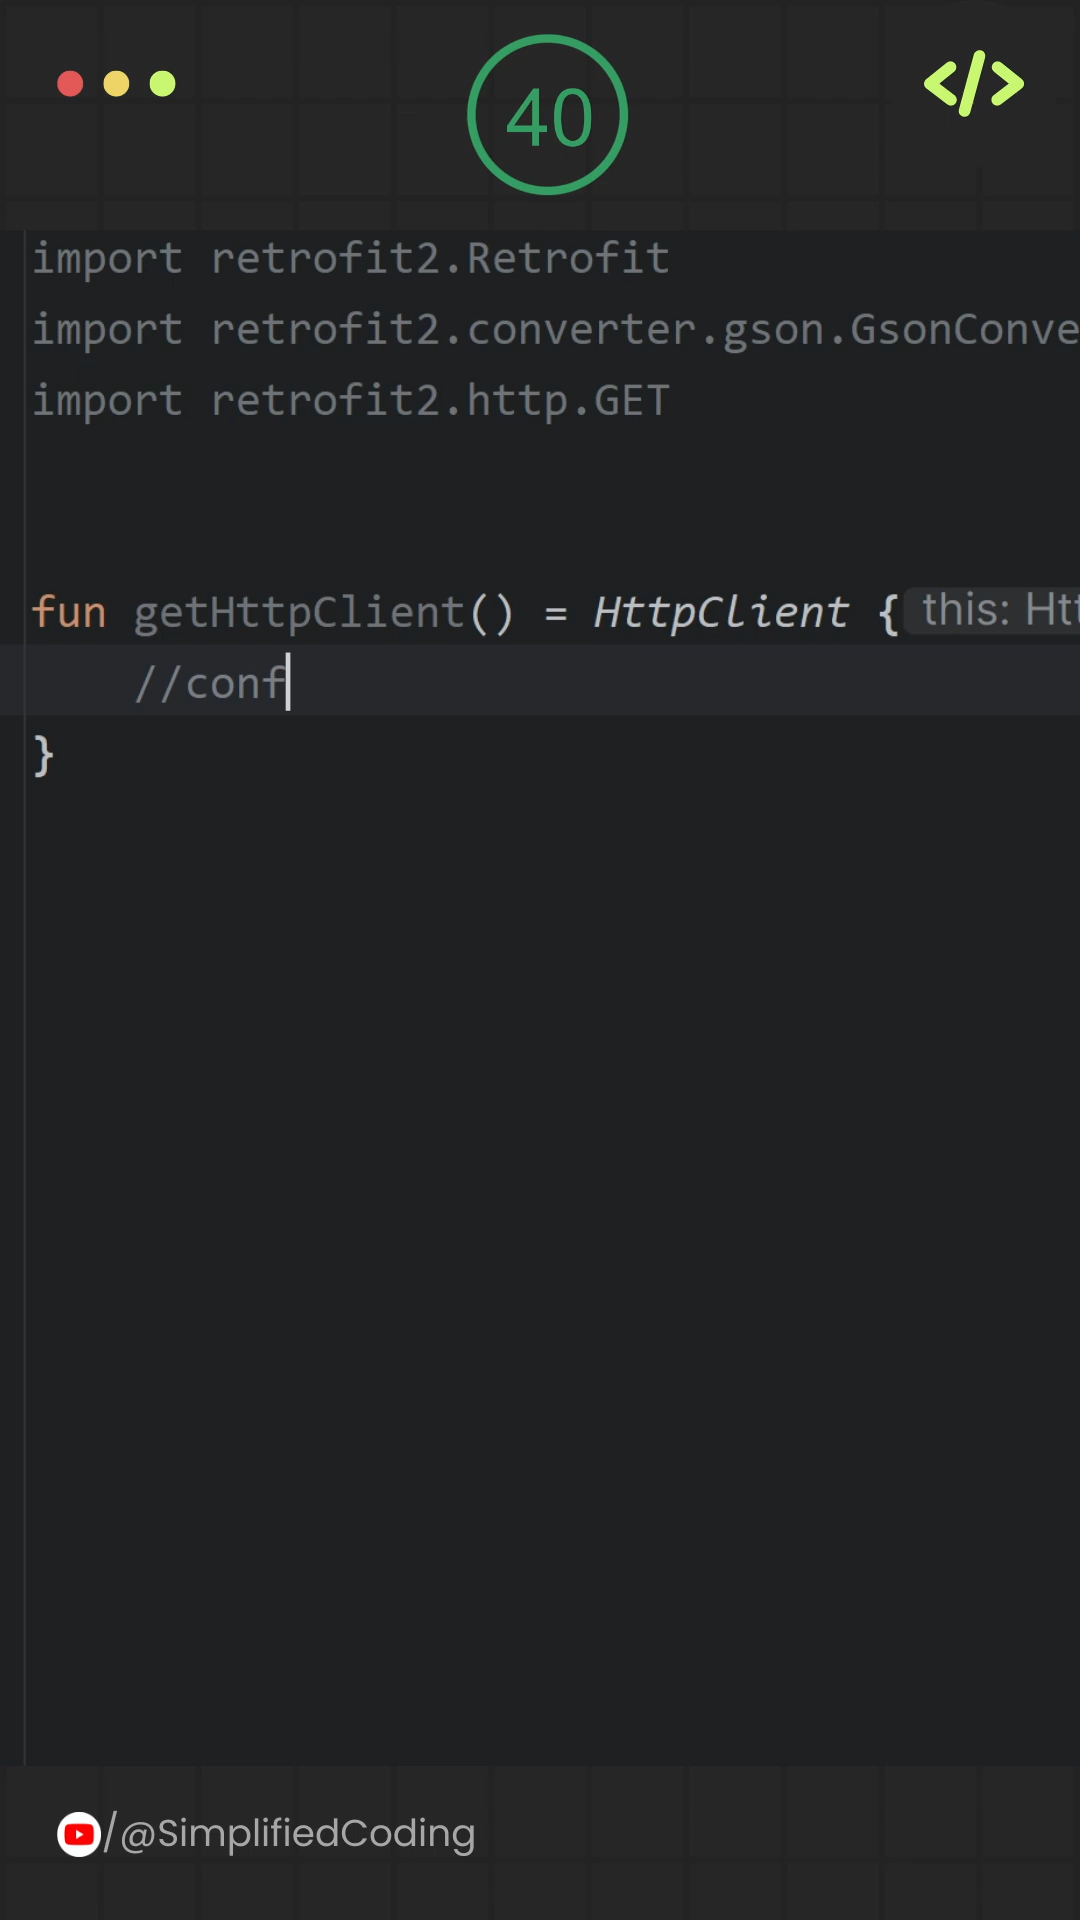 40
</>
import retrofit2.Retrofit
import retrofit2.converter.gson.GsonConve
import retrofit2.http.GET
fun getHttpClient() = HttpClient { this: Htt
//conf
}
/@SimplifiedCoding